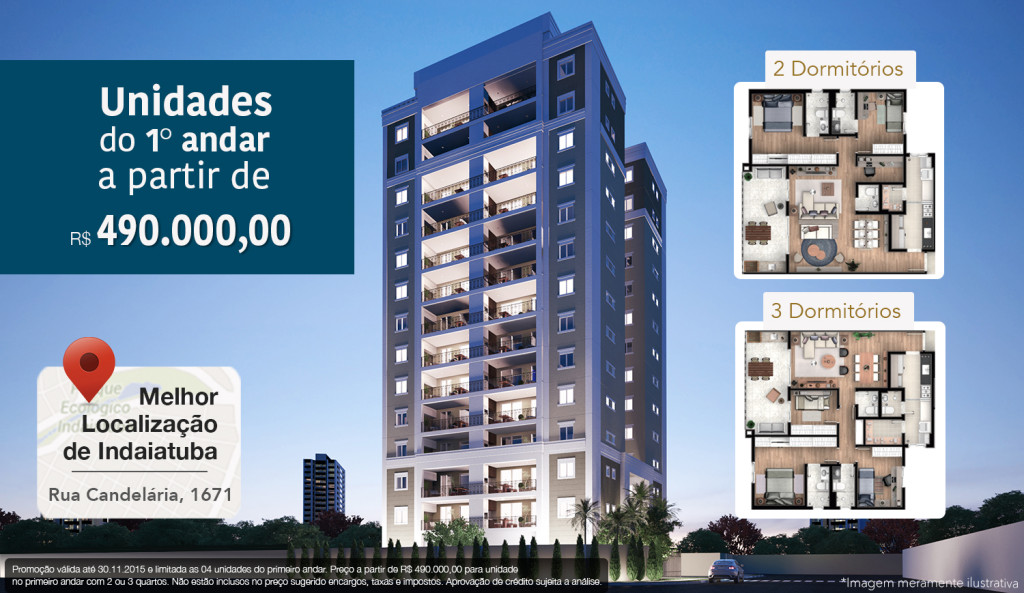 Unidades
do 1º andar
a partir de
R$ 490.000,00
2 Dormitórios
3 Dormitórios
Parque
Ecológico
Melhor
Localização
de Indaiatuba
Rua Candelária, 1671
Promoção válida até 30.11.2015 e limitada as 04 unidades do primeiro andar. Preço a partir de R$ 490 000,00 para unidade
no primeiro andar com 2 ou 3 quartos. Não estão inclusos no preço sugerido encargos, taxas e impostos. Aprovação de crédito sujeita a análise.
*Imagem meramente ilustrativa